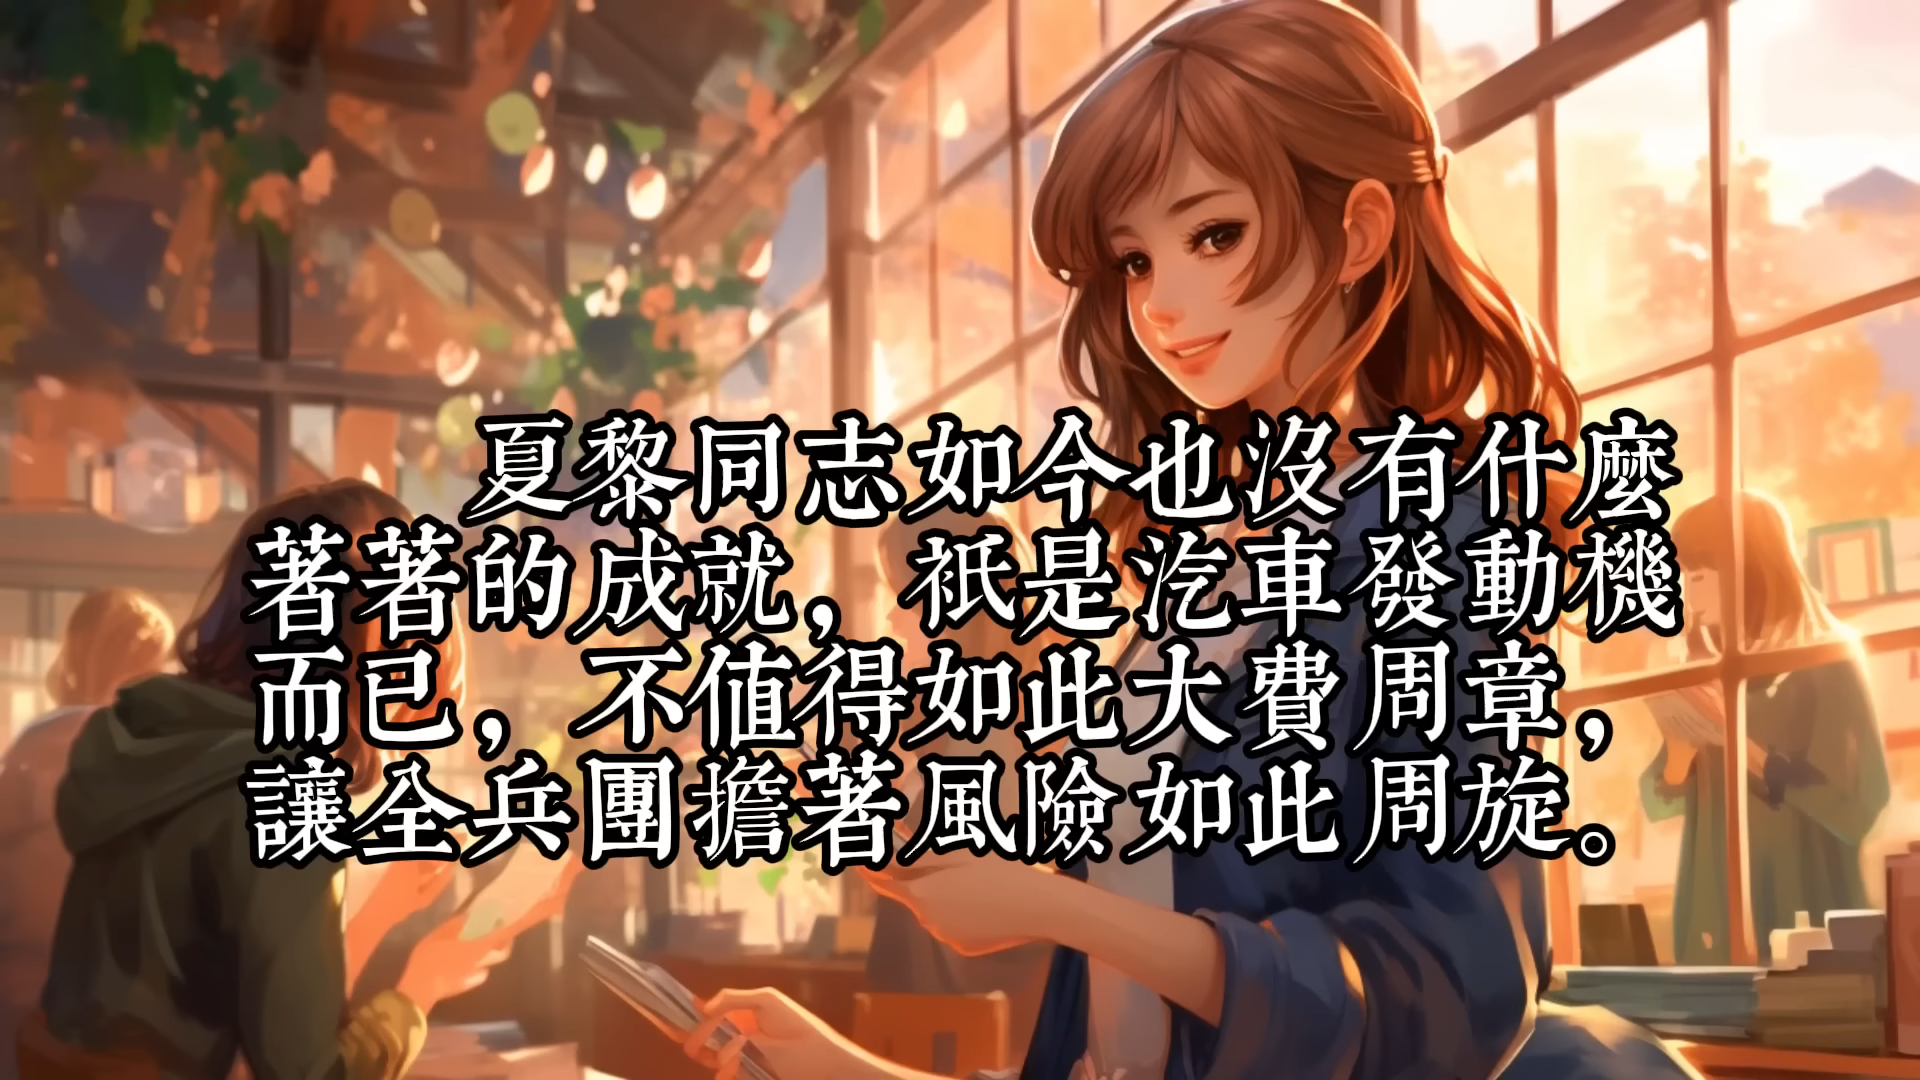 夏黎同志如今也沒有什麼
著著的成就，衹是汽車發動機
而已，不值得如此大費周章，
讓全兵團擔著風險如此周旋。